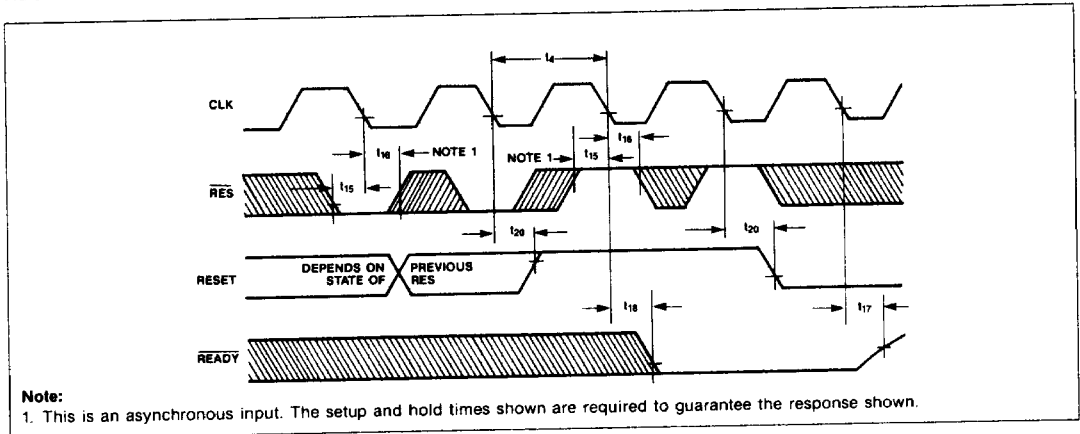 t4
CLK
t16 NOTE 1 NOTE 1 t15 t16
RES t15
t20 t20
RESET DEPENDS ON PREVIOUS
STATE OF RES
t18 t17
READY
Note:
1. This is an asynchronous input. The setup and hold times shown are required to guarantee the response shown.